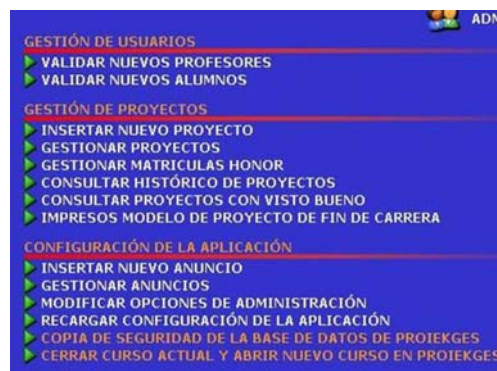 ADM
GESTIÓN DE USUARIOS
VALIDAR NUEVOS PROFESORES
VALIDAR NUEVOS ALUMNOS
GESTIÓN DE PROYECTOS
INSERTAR NUEVO PROYECTO
GESTIONAR PROYECTOS
GESTIONAR MATRICULAS HONOR
CONSULTAR HISTÓRICO DE PROYECTOS
CONSULTAR PROYECTOS CON VISTO BUENO
IMPRESOS MODELO DE PROYECTO DE FIN DE CARRERA
CONFIGURACIÓN DE LA APLICACIÓN
INSERTAR NUEVO ANUNCIO
GESTIONAR ANUNCIOS
MODIFICAR OPCIONES DE ADMINISTRACIÓN
RECARGAR CONFIGURACIÓN DE LA APLICACIÓN
COPIA DE SEGURIDAD DE LA BASE DE DATOS DE PROIEKGES
CERRAR CURSO ACTUAL Y ABRIR NUEVO CURSO EN PROIEKGES